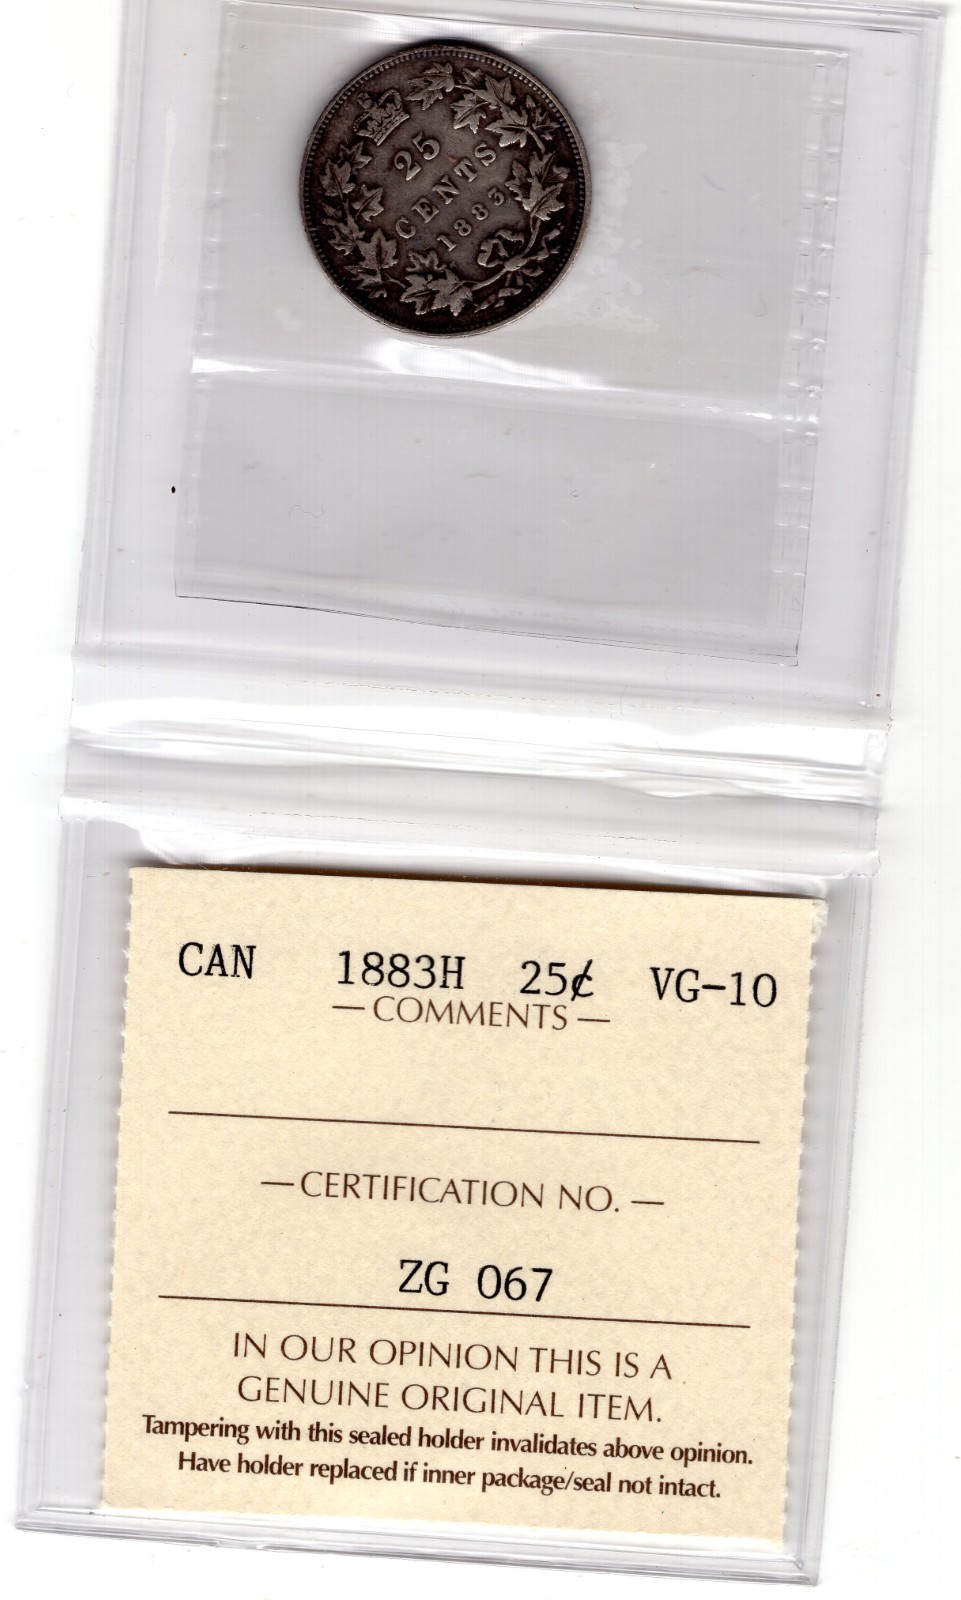 25
CENTS
1883
CAN 1883H 25¢ VG-10
— COMMENTS —
— CERTIFICATION NO. —
ZG 067
IN OUR OPINION THIS IS A
GENUINE ORIGINAL ITEM.
Tampering with this sealed holder invalidates above opinion.
Have holder replaced if inner package/seal not intact.